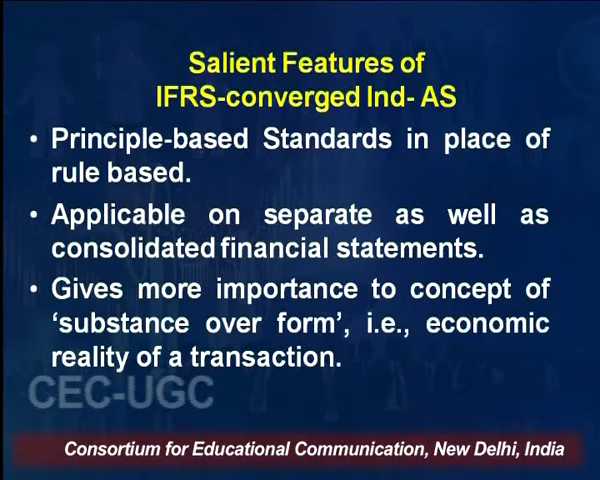 Salient Features of
IFRS-converged Ind- AS
• Principle-based Standards in place of
rule based.
• Applicable on separate as well as
consolidated financial statements.
• Gives more importance to concept of
‘substance over form’, i.e., economic
reality of a transaction.
CEC-UGC
Consortium for Educational Communication, New Delhi, India